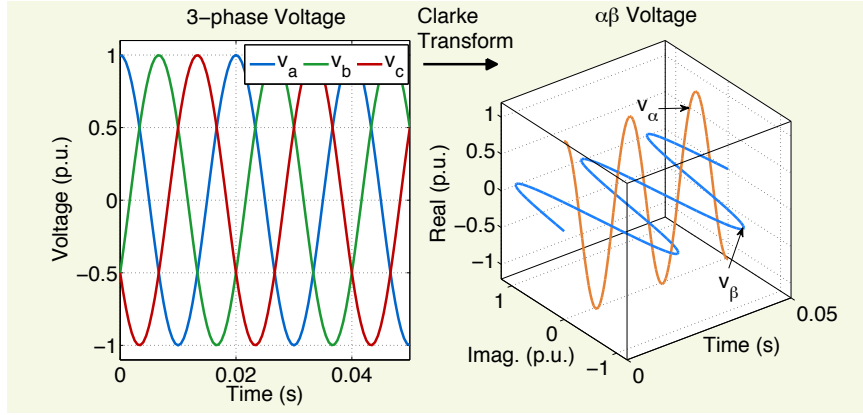 3−phase Voltage
Clarke
Transform
αβ Voltage
v_a v_b v_c
Voltage (p.u.)
1
0.5
0
−0.5
−1
0 0.02 0.04
Time (s)
v_α
v_β
Real (p.u.)
1
0.5
0
−0.5
−1
1
0
−1
Imag. (p.u.)
0
0.05
Time (s)